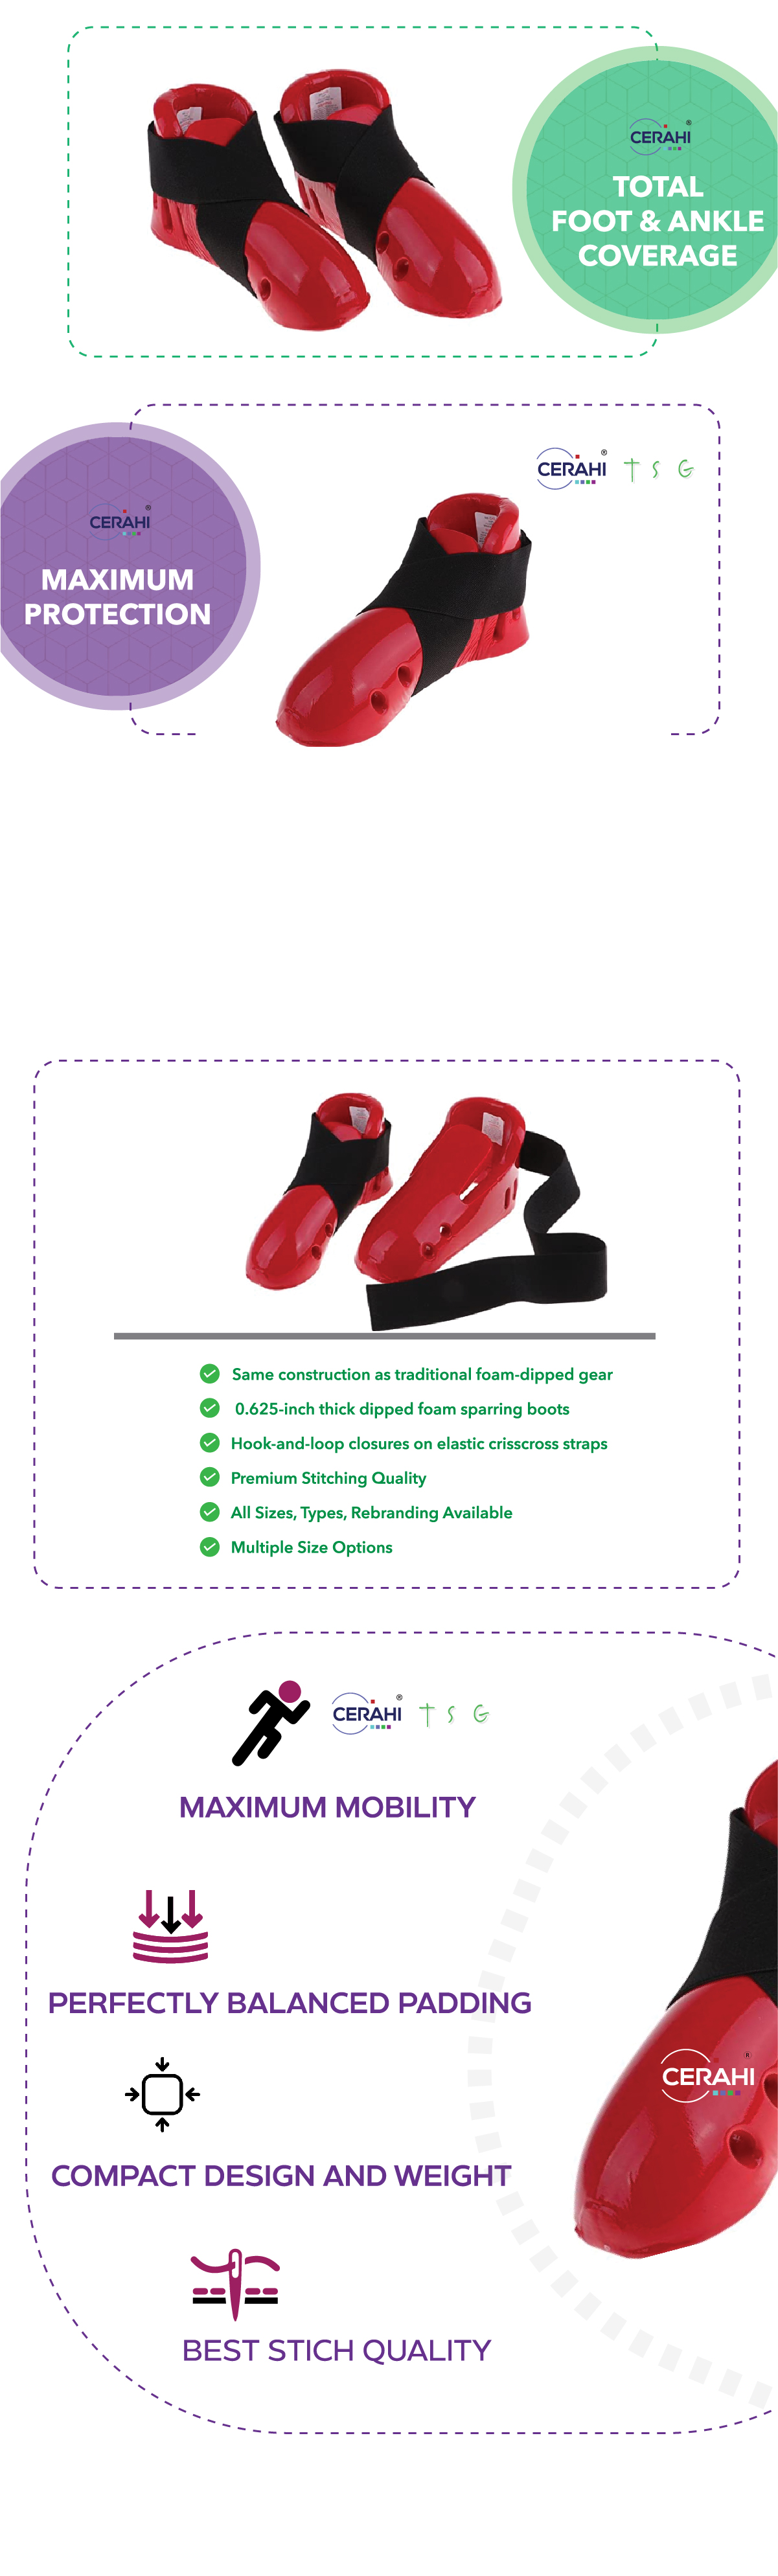 CERAHI ®
TOTAL
FOOT & ANKLE
COVERAGE
CERAHI ® T S G
CERAHI ®
MAXIMUM
PROTECTION
Same construction as traditional foam-dipped gear
0.625-inch thick dipped foam sparring boots
Hook-and-loop closures on elastic crisscross straps
Premium Stitching Quality
All Sizes, Types, Rebranding Available
Multiple Size Options
CERAHI ® T S G
MAXIMUM MOBILITY
PERFECTLY BALANCED PADDING
CERAHI ®
COMPACT DESIGN AND WEIGHT
BEST STICH QUALITY